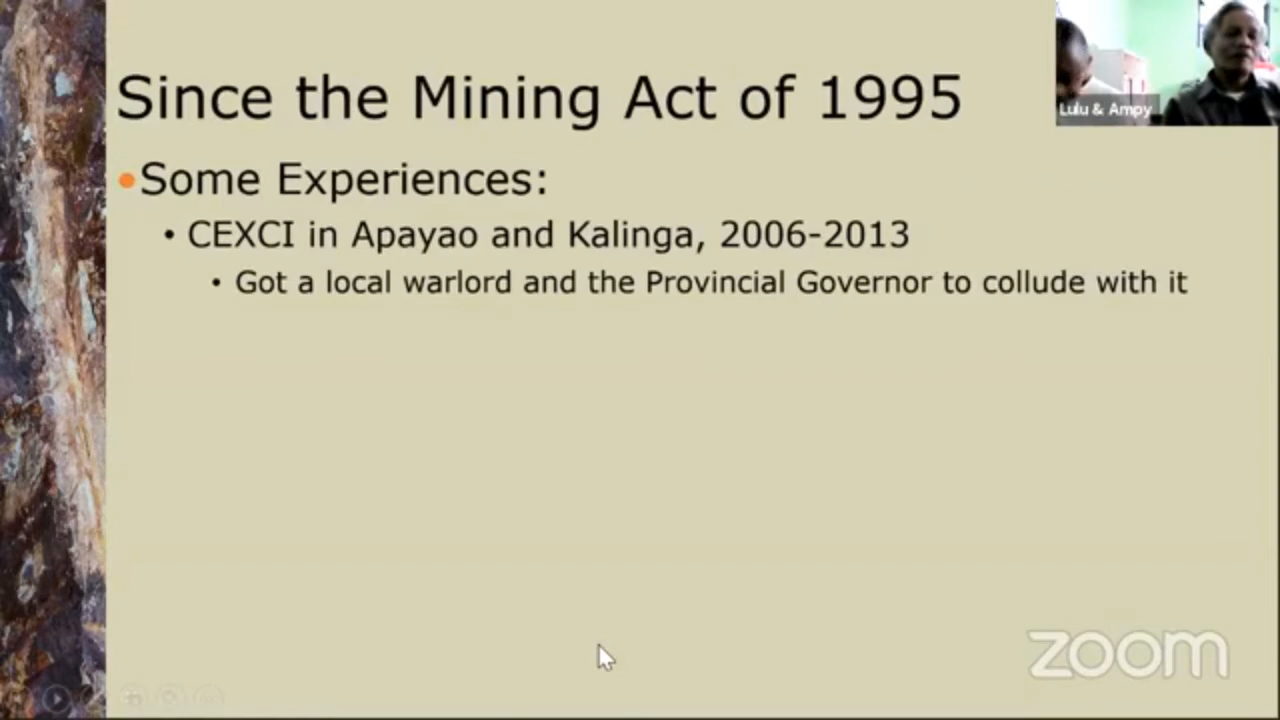 Since the Mining Act of 1995
Lulu & Ampy
•Some Experiences:
• CEXCI in Apayao and Kalinga, 2006-2013
• Got a local warlord and the Provincial Governor to collude with it
zoom